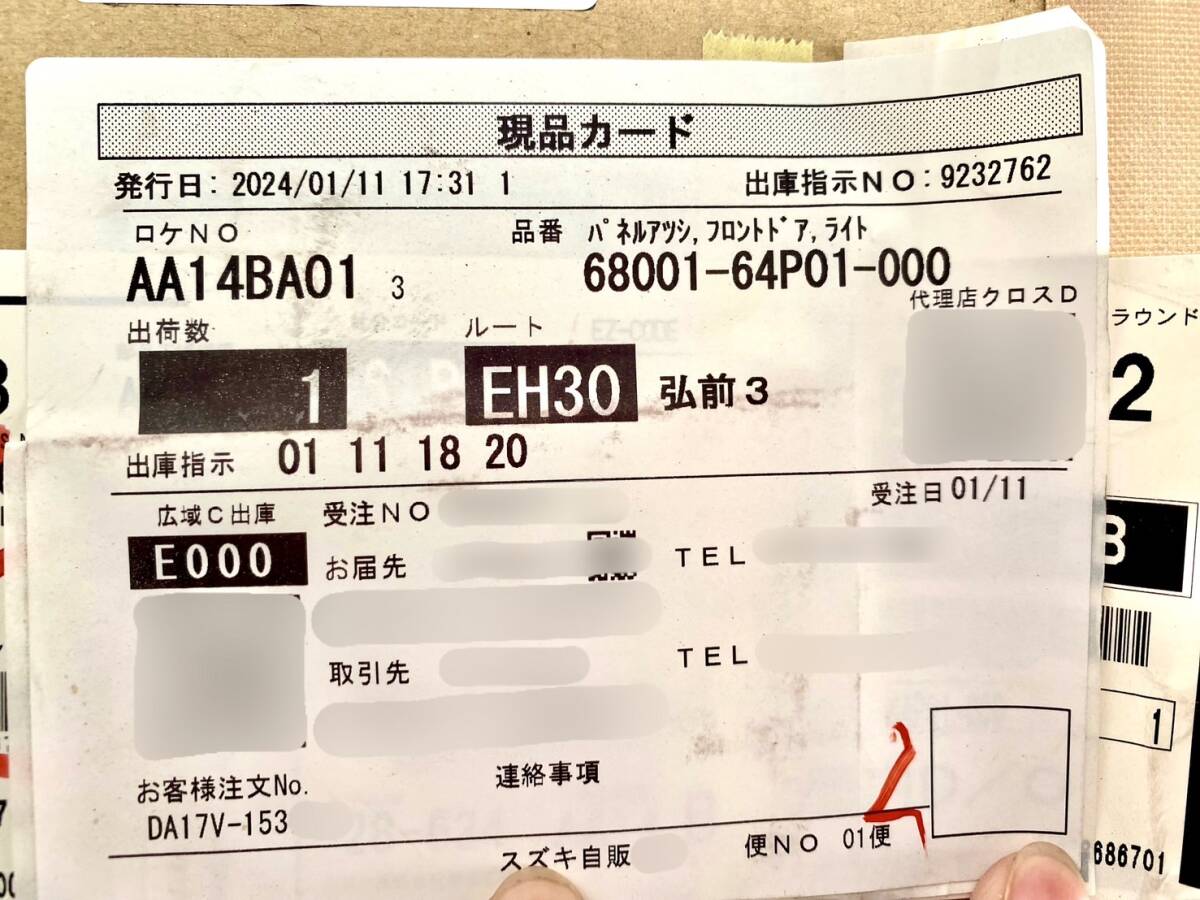 現品カード
発行日: 2024/01/11 17:31 1 出庫指示NO:9232762
ロケNO 品番 パネルアツシ,フロントドア,ライト
AA14BA01 3 68001-64P01-000
代理店クロスD
ラウンド
出荷数 ルート
1 EH30 弘前3
2
出庫指示 01 11 18 20
広域C出庫 受注NO 受注日 01/11
E000 お届先 TEL
取引先 TEL
1
お客様注文No. 連絡事項
DA17V-153
スズキ自販 便NO 01便
686701